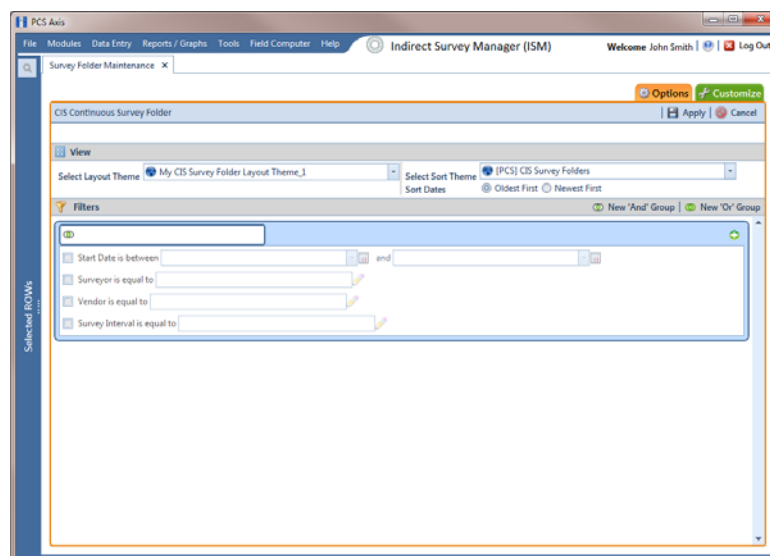 PCS Axis
File Modules Data Entry Reports / Graphs Tools Field Computer Help Indirect Survey Manager (ISM) Welcome John Smith | | Log Out
Survey Folder Maintenance X
Options Customize
CIS Continuous Survey Folder | Apply | Cancel
View
Select Layout Theme My CIS Survey Folder Layout Theme_1 Select Sort Theme [PCS] CIS Survey Folders
Sort Dates Oldest First Newest First
Filters New 'And' Group | New 'Or' Group
Start Date is between and
Surveyor is equal to
Vendor is equal to
Survey Interval is equal to
Selected ROWs